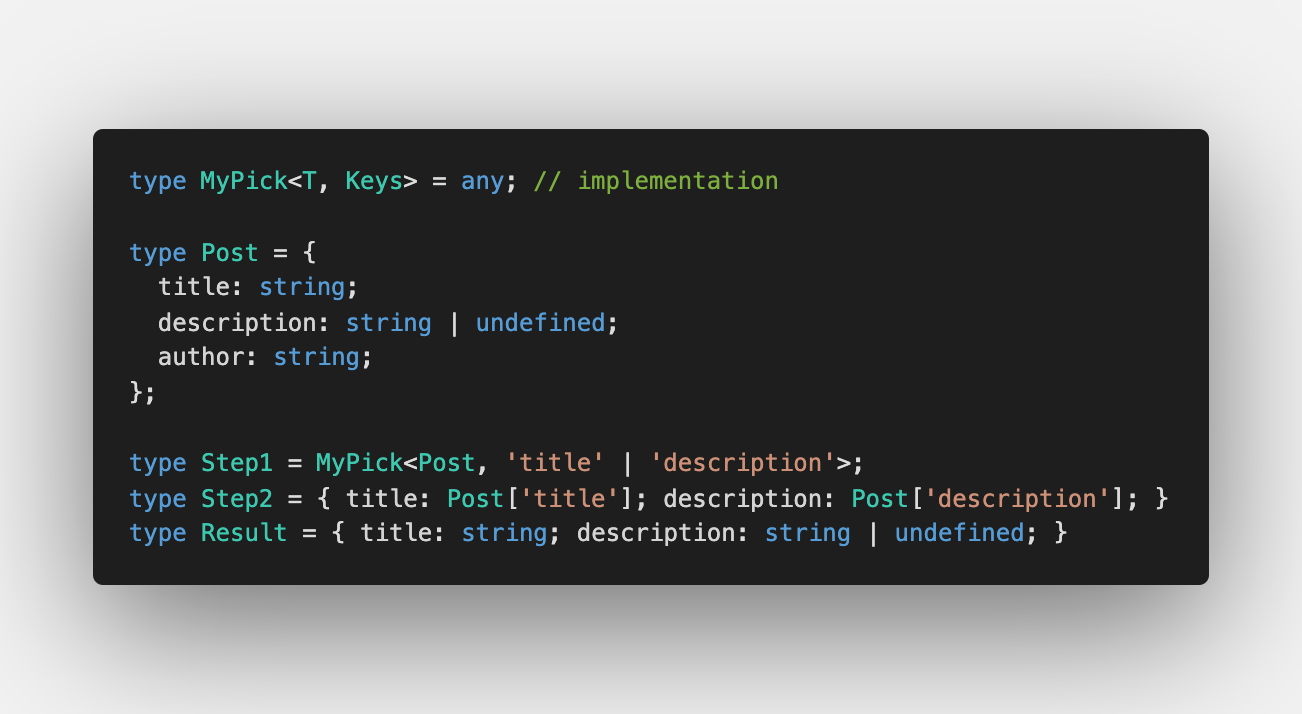 type MyPick<T, Keys> = any; // implementation
type Post = {
  title: string;
  description: string | undefined;
  author: string;
};
type Step1 = MyPick<Post, 'title' | 'description'>;
type Step2 = { title: Post['title']; description: Post['description']; }
type Result = { title: string; description: string | undefined; }